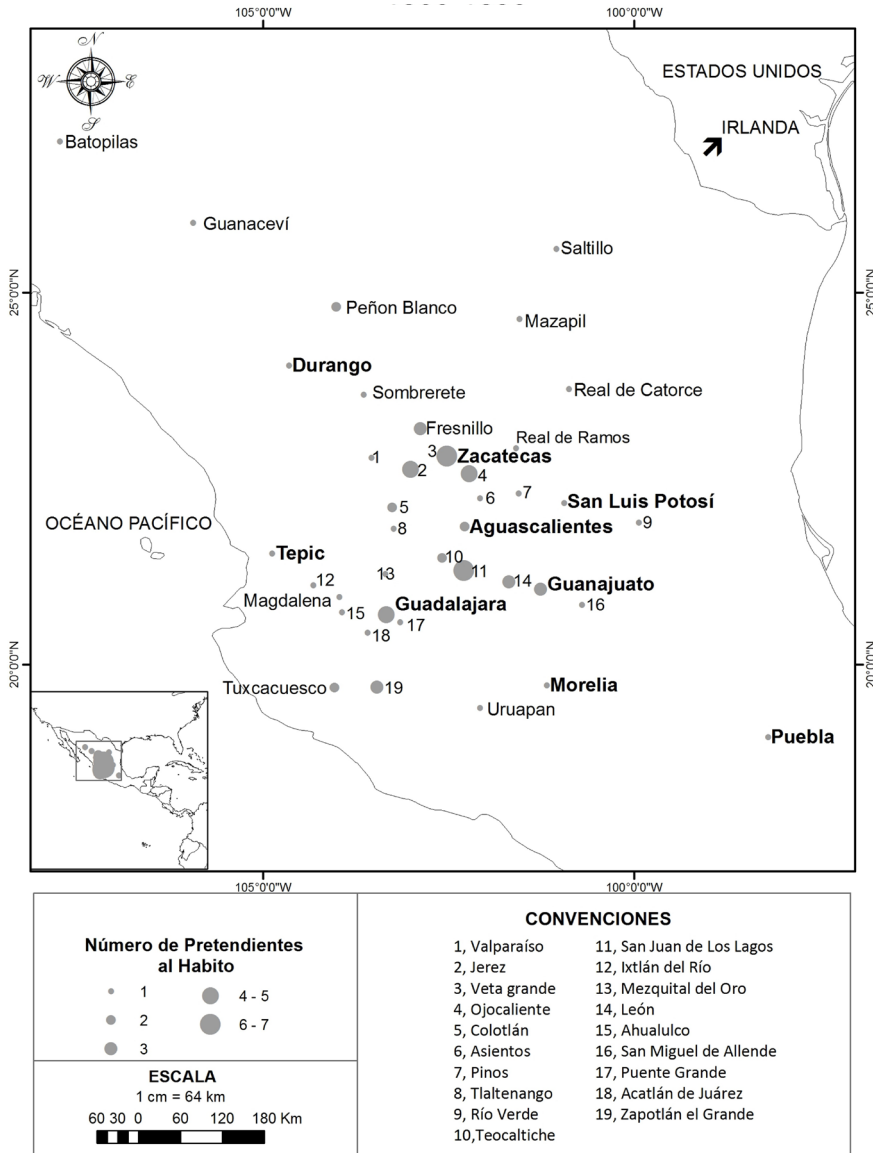 105°0'0"W
100°0'0"W
N
W
E
S
ESTADOS UNIDOS
IRLANDA
Batopilas
Guanaceví
Saltillo
25°0'0"N
25°0'0"N
Peñon Blanco
Mazapil
Durango
Sombrerete
Real de Catorce
Fresnillo
Real de Ramos
3
Zacatecas
1
2
4
6
7
San Luis Potosí
5
9
OCÉANO PACÍFICO
8
Aguascalientes
Tepic
10
11
12
13
14
Guanajuato
Magdalena
Guadalajara
16
15
17
18
20°0'0"N
20°0'0"N
Tuxcacuesco
19
Morelia
Uruapan
Puebla
105°0'0"W
100°0'0"W
Número de Pretendientes
al Habito
1
4 - 5
2
6 - 7
3
ESCALA
1 cm = 64 km
60 30 0 60 120 180 Km
CONVENCIONES
1, Valparaíso
2, Jerez
3, Veta grande
4, Ojocaliente
5, Colotlán
6, Asientos
7, Pinos
8, Tlaltenango
9, Río Verde
10,Teocaltiche
11, San Juan de Los Lagos
12, Ixtlán del Río
13, Mezquital del Oro
14, León
15, Ahualulco
16, San Miguel de Allende
17, Puente Grande
18, Acatlán de Juárez
19, Zapotlán el Grande